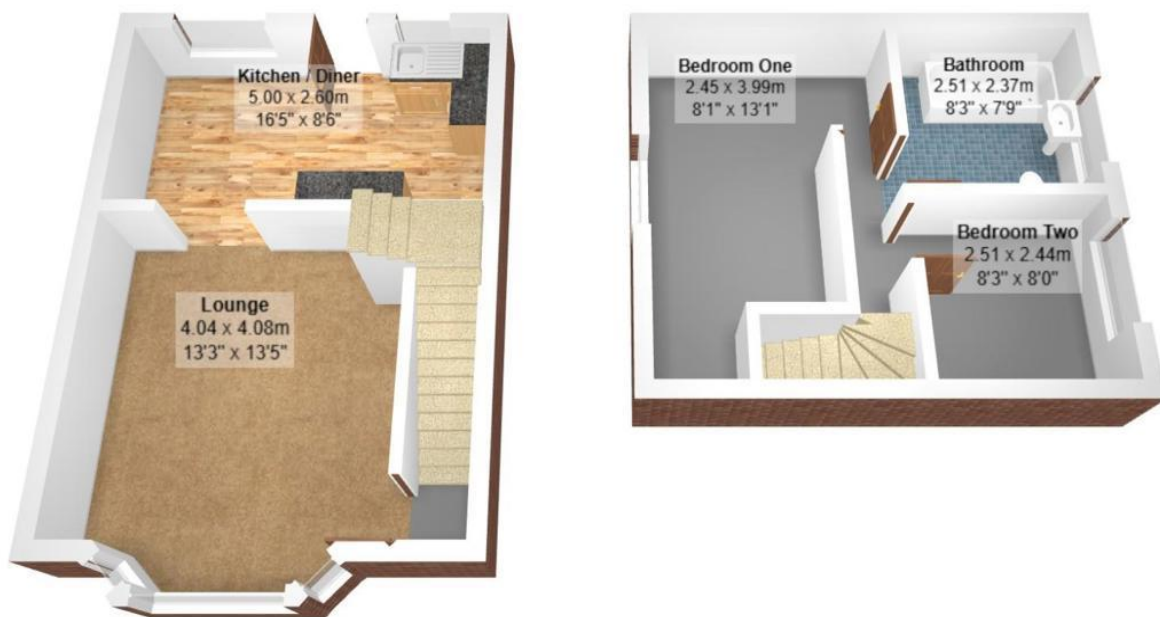 Kitchen / Diner
5.00 x 2.60m
16'5" x 8'6"
Lounge
4.04 x 4.08m
13'3" x 13'5"
Bedroom One
2.45 x 3.99m
8'1" x 13'1"
Bathroom
2.51 x 2.37m
8'3" x 7'9"
Bedroom Two
2.51 x 2.44m
8'3" x 8'0"